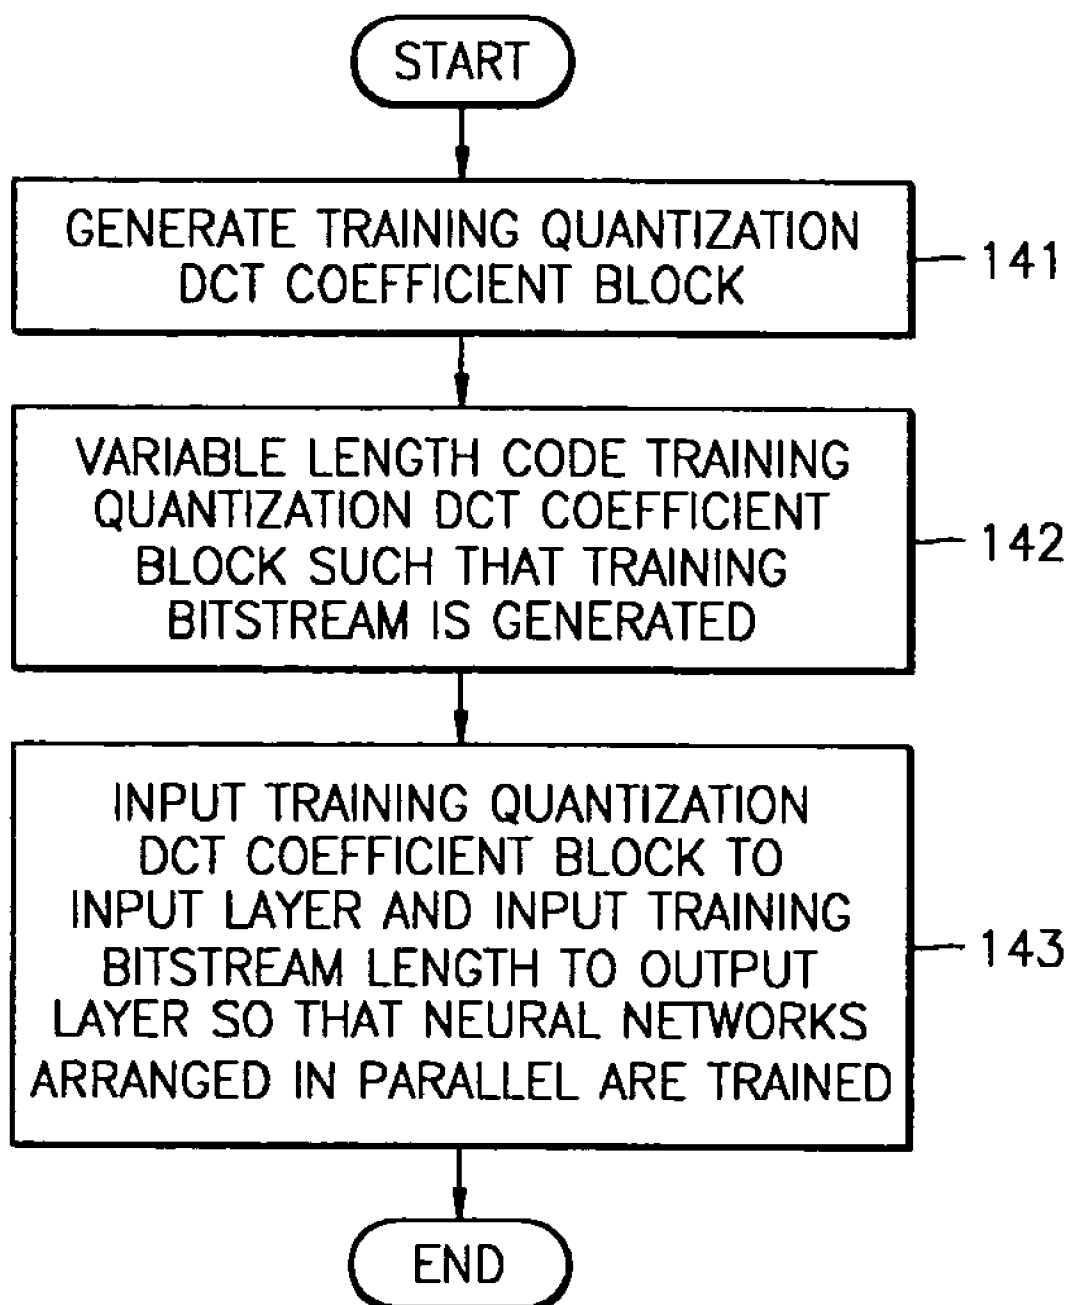 START
GENERATE TRAINING QUANTIZATION
DCT COEFFICIENT BLOCK
141
VARIABLE LENGTH CODE TRAINING
QUANTIZATION DCT COEFFICIENT
BLOCK SUCH THAT TRAINING
BITSTREAM IS GENERATED
142
INPUT TRAINING QUANTIZATION
DCT COEFFICIENT BLOCK TO
INPUT LAYER AND INPUT TRAINING
BITSTREAM LENGTH TO OUTPUT
LAYER SO THAT NEURAL NETWORKS
ARRANGED IN PARALLEL ARE TRAINED
143
END